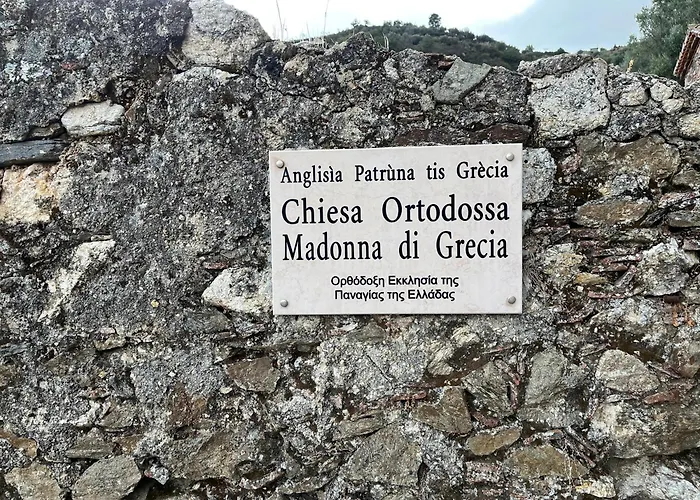 Anglisìa Patrùna tis Grècia
Chiesa Ortodossa
Madonna di Grecia
Ορθόδοξη Εκκλησία της
Παναγίας της Ελλάδας